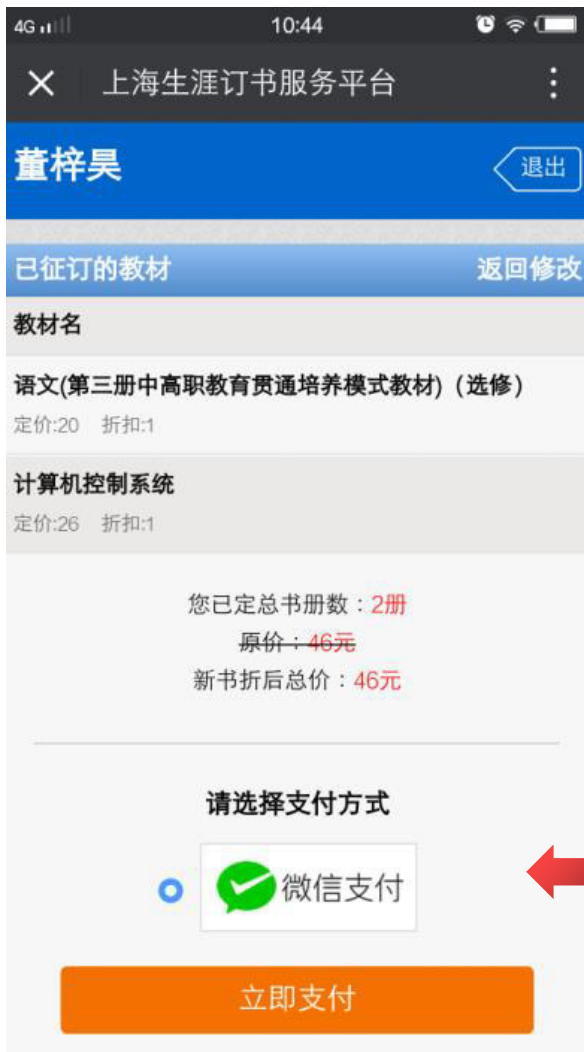 4G 10:44
上海生涯订书服务平台
董梓昊 退出
已征订的教材 返回修改
教材名
语文(第三册中高职教育贯通培养模式教材)（选修）
定价:20 折扣:1
计算机控制系统
定价:26 折扣:1
您已定总书册数：2册
原价：46元
新书折后总价：46元
请选择支付方式
微信支付
立即支付